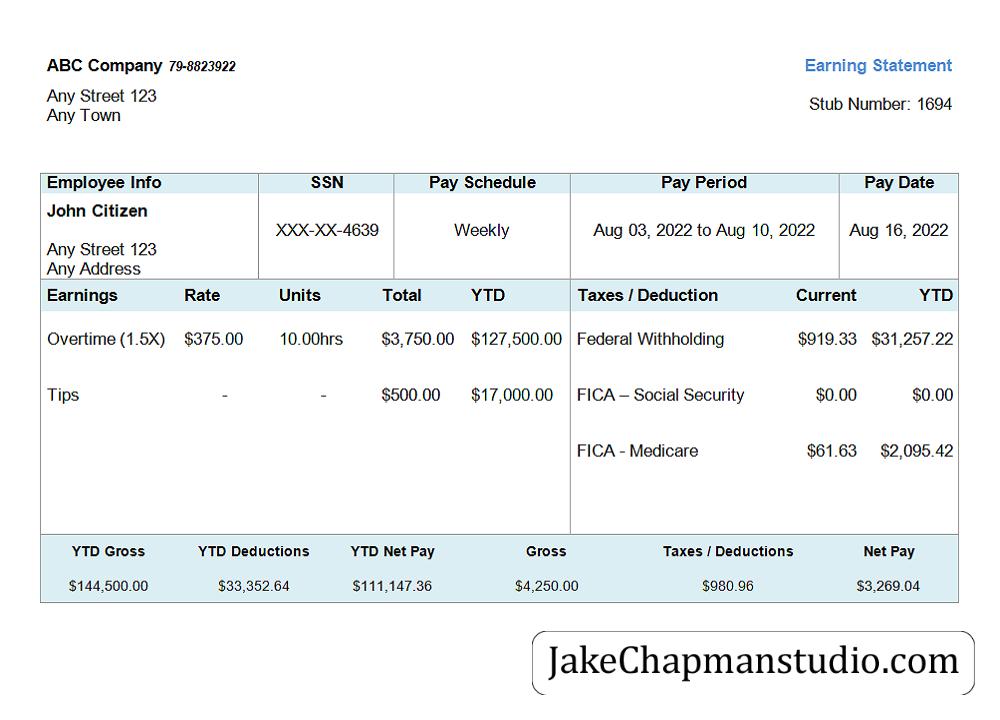 ABC Company 79-8823922
Earning Statement
Any Street 123
Any Town
Stub Number: 1694
Employee Info SSN Pay Schedule Pay Period Pay Date
John Citizen
XXX-XX-4639 Weekly Aug 03, 2022 to Aug 10, 2022 Aug 16, 2022
Any Street 123
Any Address
Earnings Rate Units Total YTD Taxes / Deduction Current YTD
Overtime (1.5X) $375.00 10.00hrs $3,750.00 $127,500.00 Federal Withholding $919.33 $31,257.22
Tips - - $500.00 $17,000.00 FICA – Social Security $0.00 $0.00
FICA - Medicare $61.63 $2,095.42
YTD Gross YTD Deductions YTD Net Pay Gross Taxes / Deductions Net Pay
$144,500.00 $33,352.64 $111,147.36 $4,250.00 $980.96 $3,269.04
JakeChapmanstudio.com